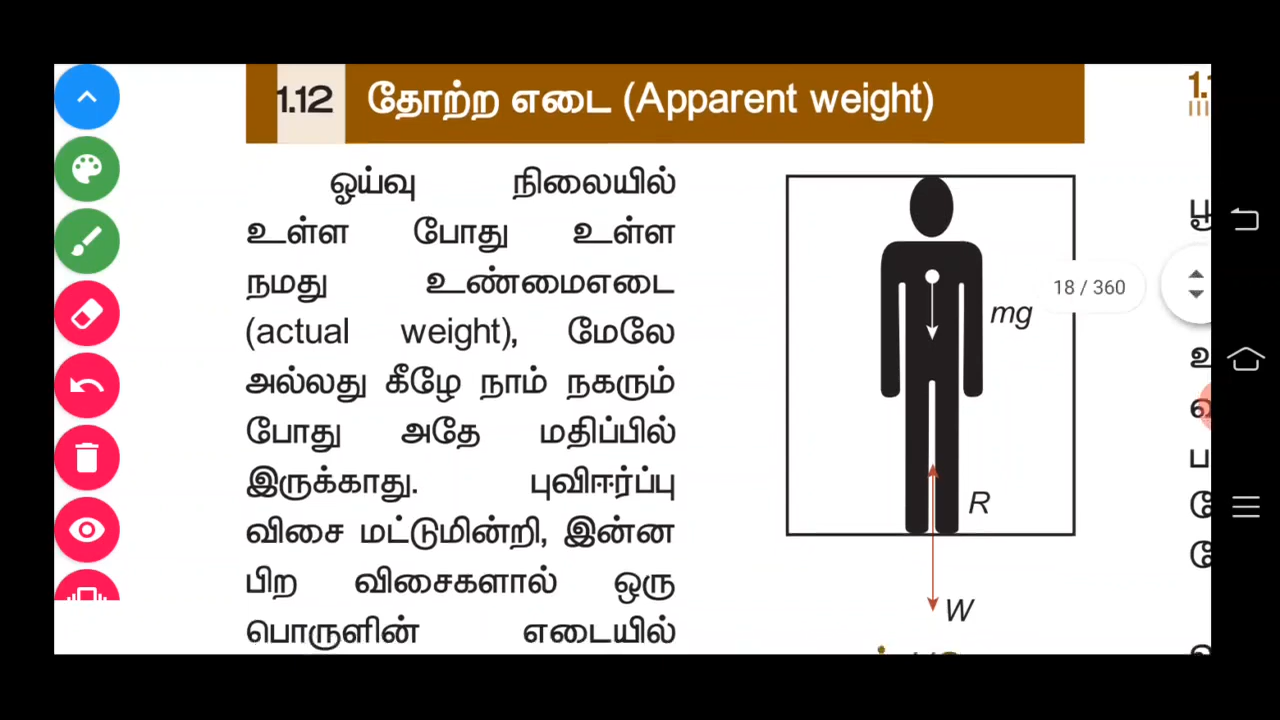 1.12 தோற்ற எடை (Apparent weight)
ஓய்வு நிலையில்
உள்ள போது உள்ள
நமது உண்மைஎடை
(actual weight), மேலே
அல்லது கீழே நாம் நகரும்
போது அதே மதிப்பில்
இருக்காது. புவிஈர்ப்பு
விசை மட்டுமின்றி, இன்ன
பிற விசைகளால் ஒரு
பொருளின் எடையில்
mg
R
W
18 / 360